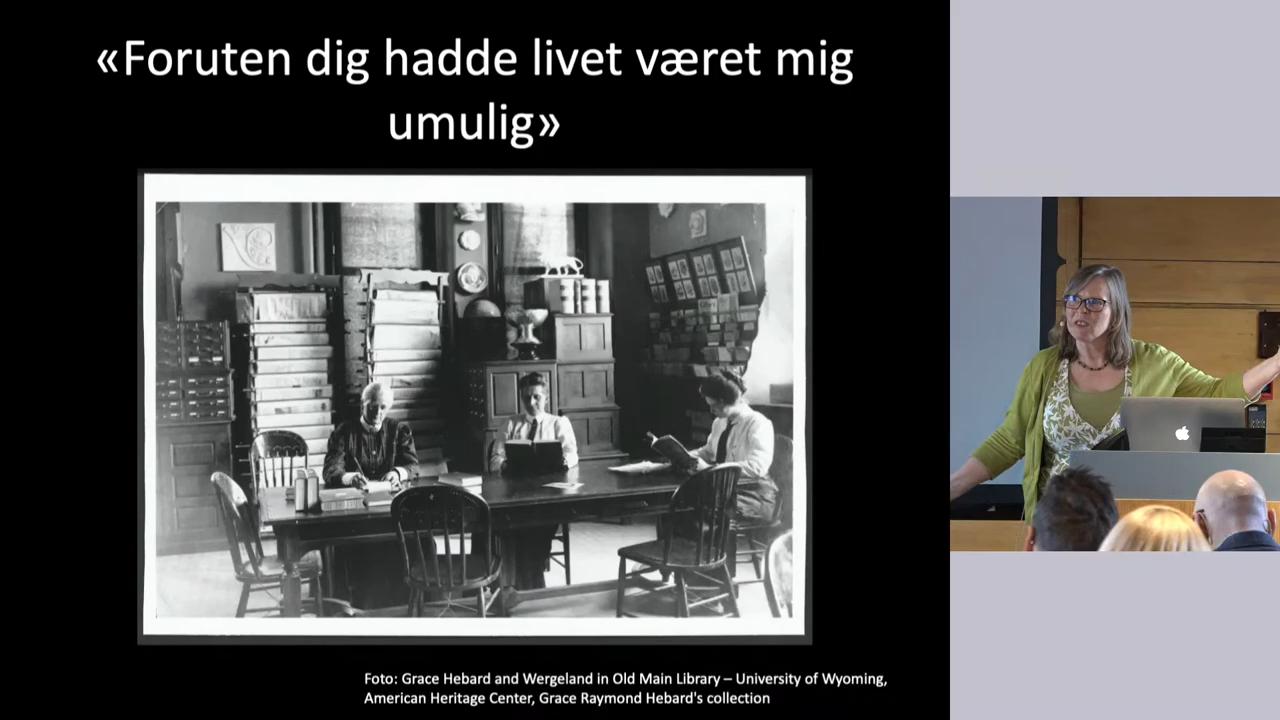 «Foruten dig hadde livet været mig
umulig»
Foto: Grace Hebard and Wergeland in Old Main Library – University of Wyoming,
American Heritage Center, Grace Raymond Hebard's collection